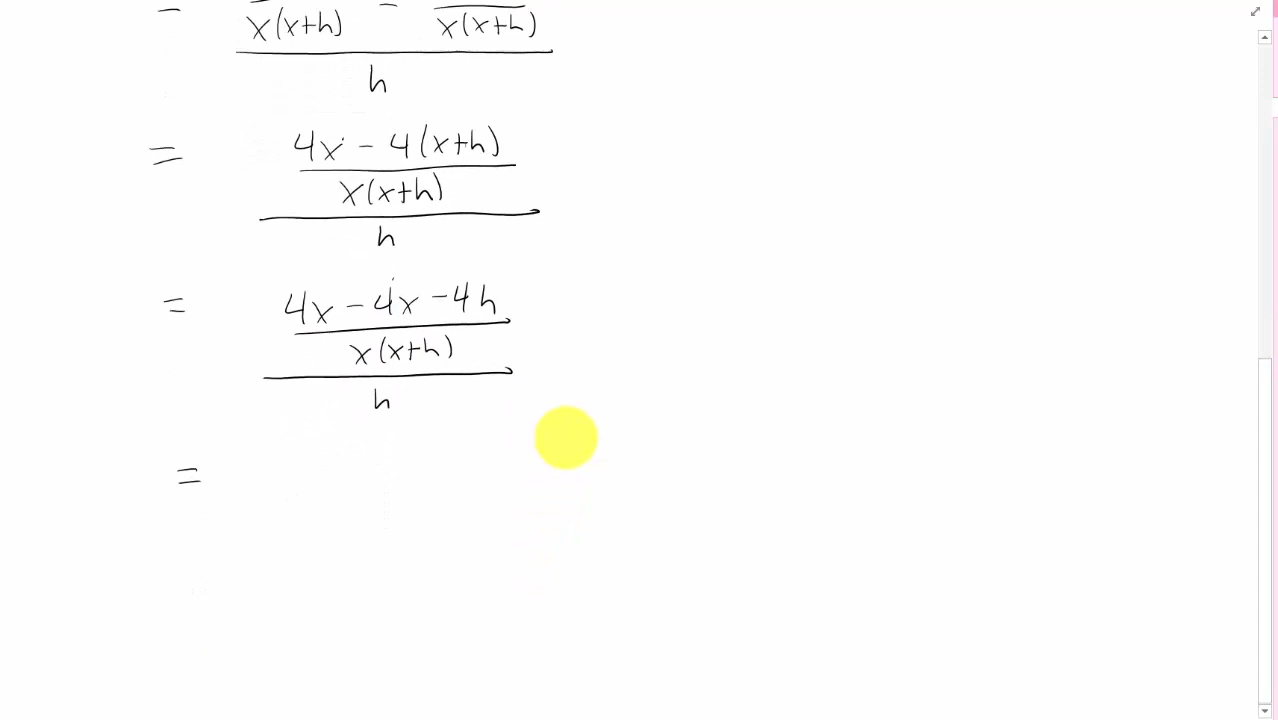 =
x(x+h) - x(x+h)
h
= 4x - 4(x+h)
x(x+h)
h
= 4x - 4x - 4h
x(x+h)
h
=